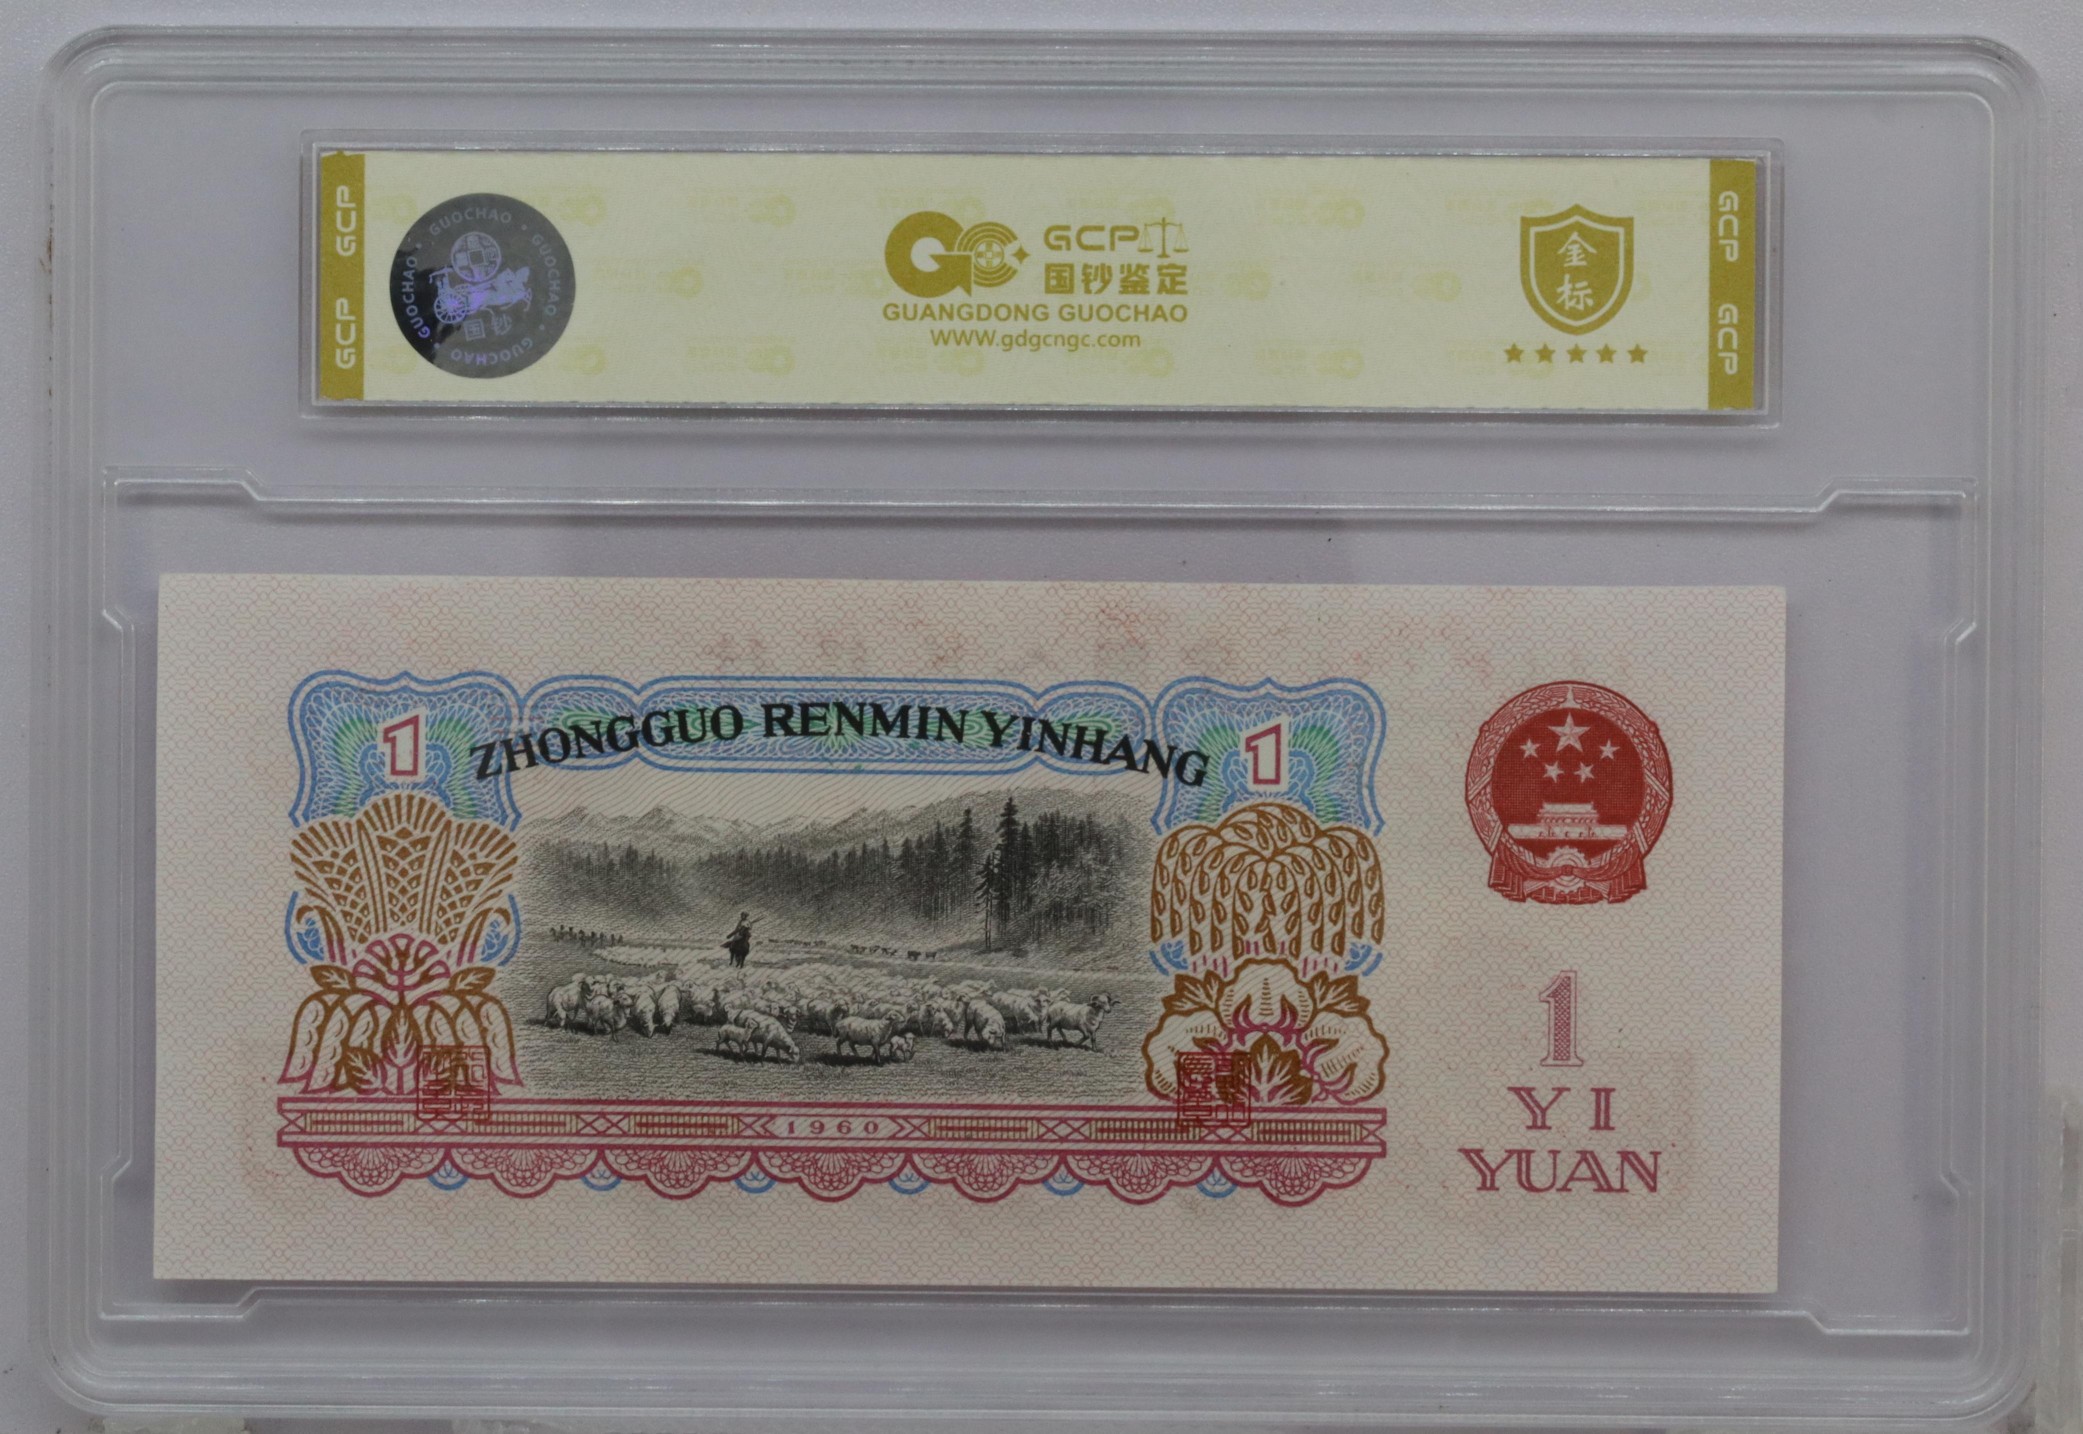 GCP GCP
GUOCHAO • GUOCHAO • GUOCHAO • GUOCHAO
国钞
GCP
国钞鉴定
GUANGDONG GUOCHAO
WWW.gdgcngc.com
金
标
GCP GCP
1
ZHONGGUO RENMIN YINHANG
1
1
YI
YUAN
1960